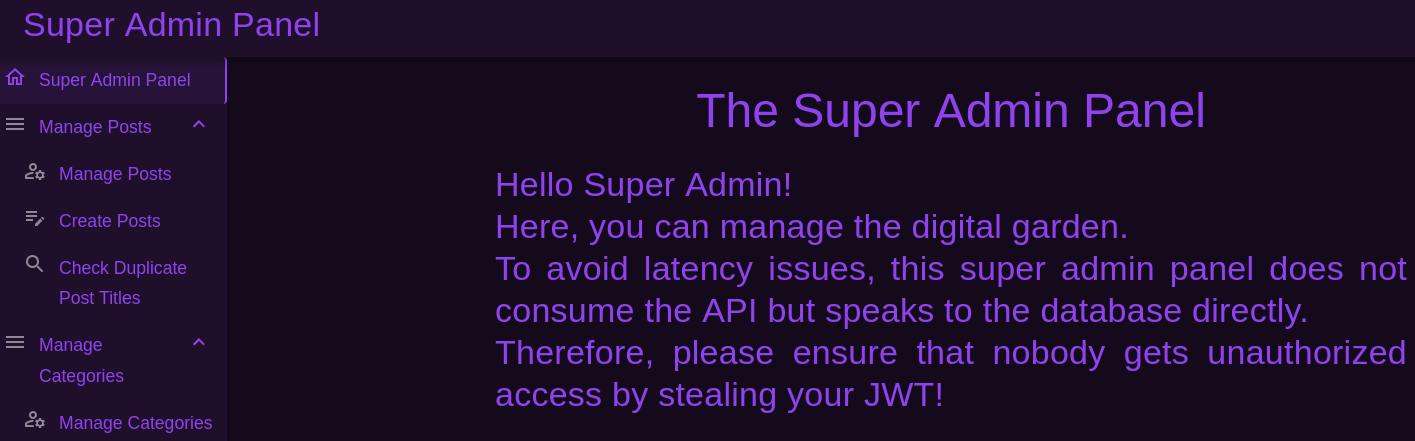 Super Admin Panel
Super Admin Panel
Manage Posts
Manage Posts
Create Posts
Check Duplicate
Post Titles
Manage
Categories
Manage Categories
The Super Admin Panel
Hello Super Admin!
Here, you can manage the digital garden.
To avoid latency issues, this super admin panel does not
consume the API but speaks to the database directly.
Therefore, please ensure that nobody gets unauthorized
access by stealing your JWT!